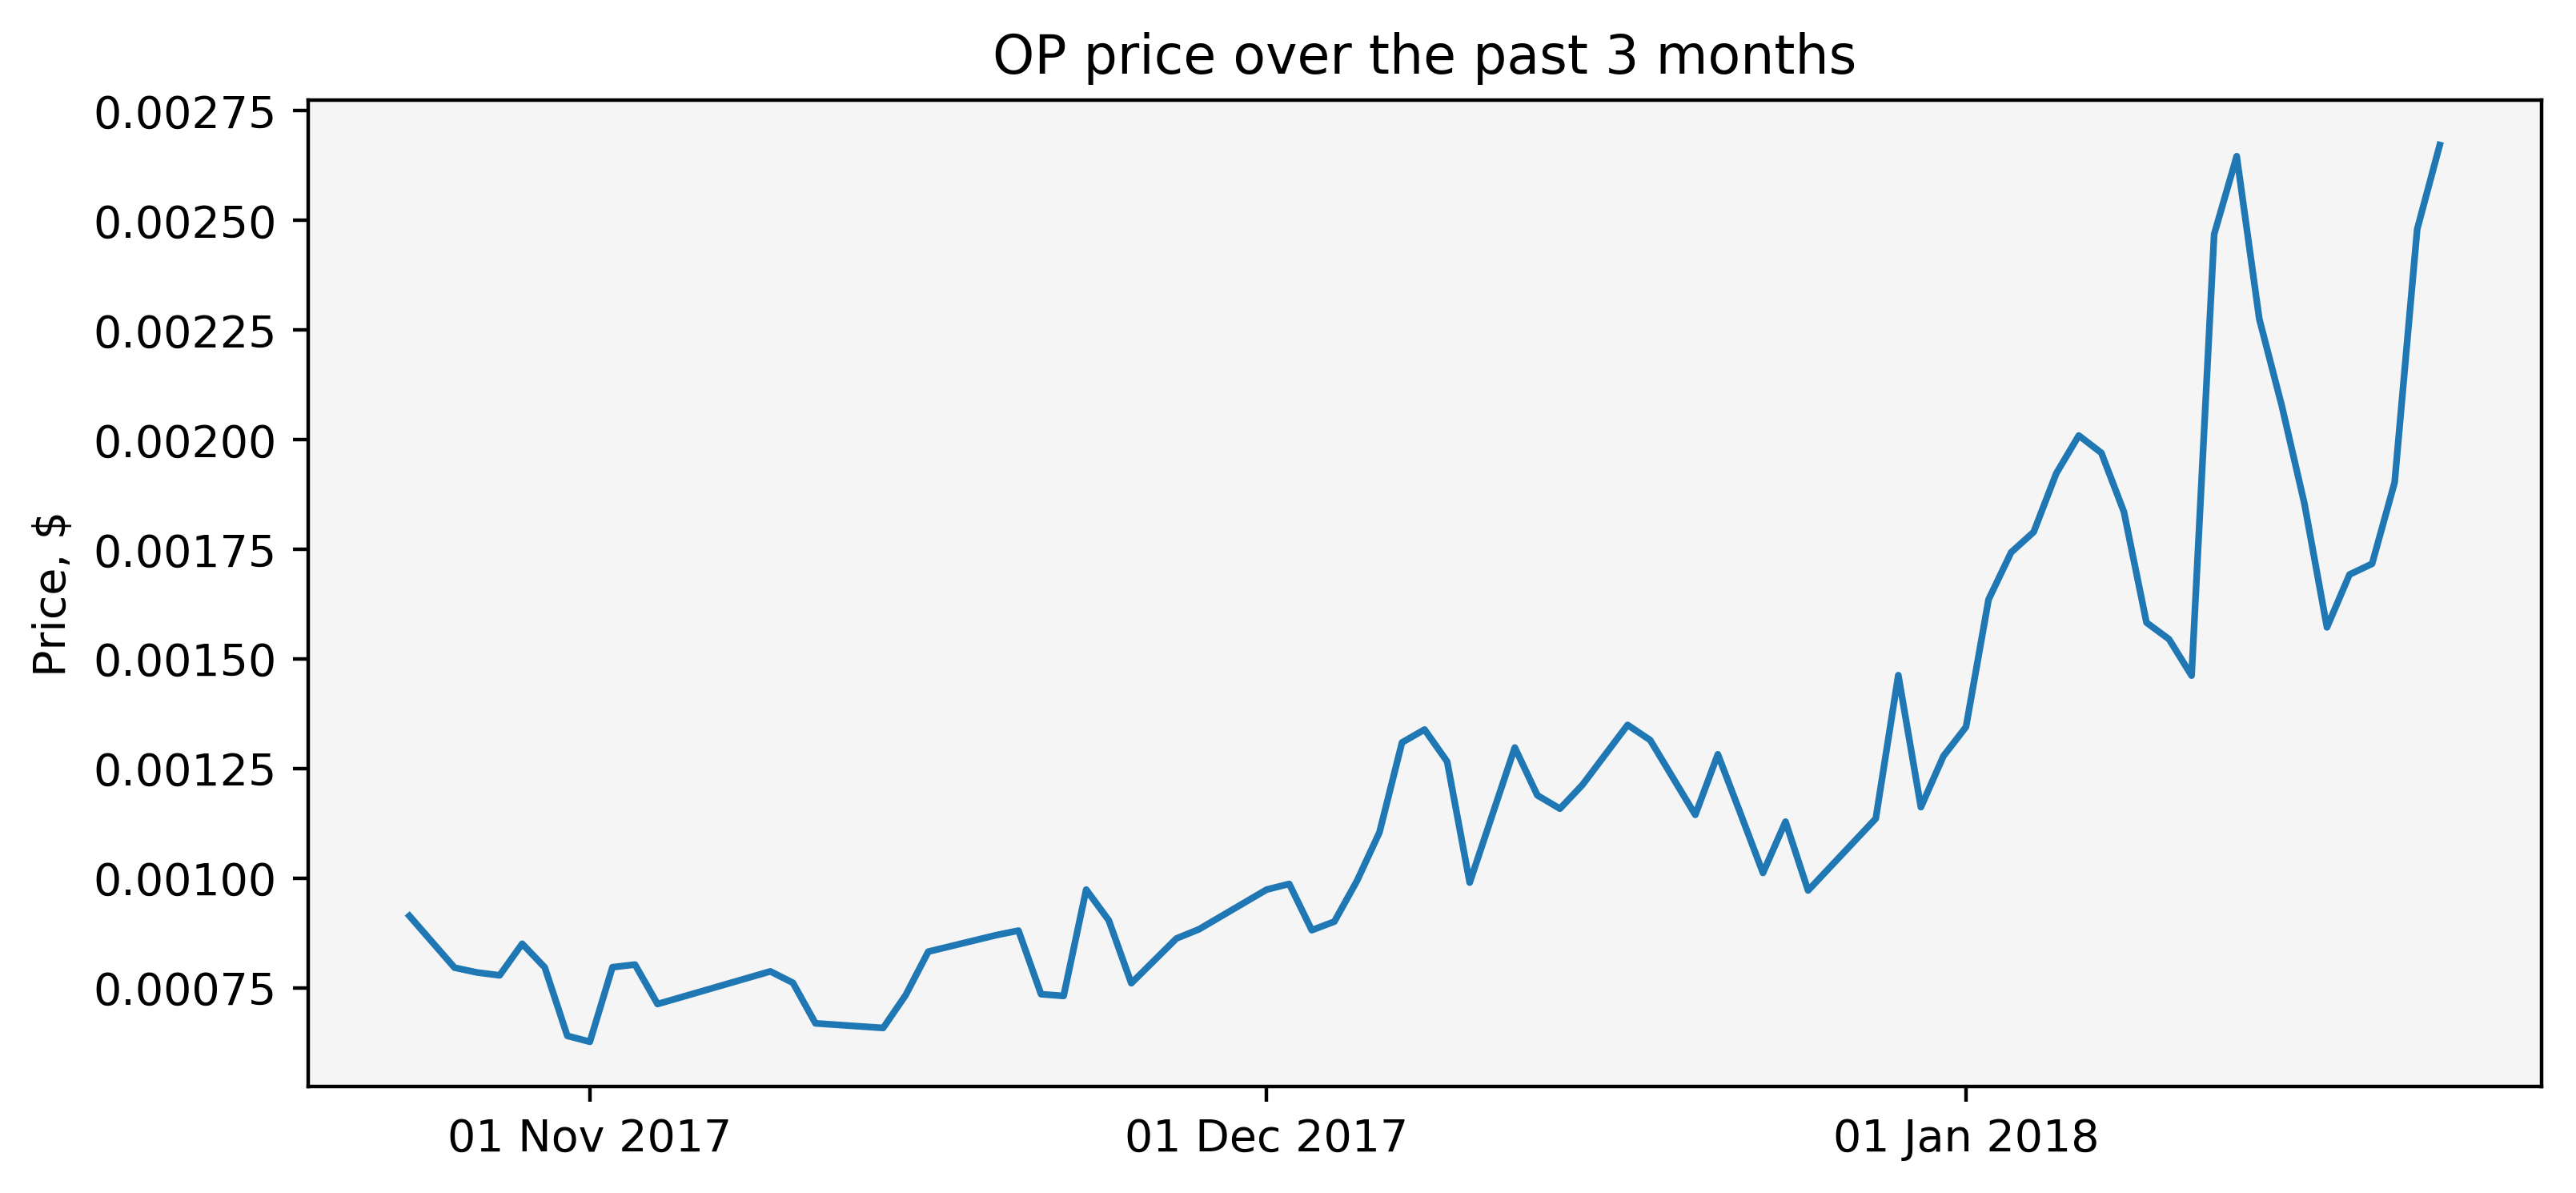 OP price over the past 3 months
Price, $
0.00275
0.00250
0.00225
0.00200
0.00175
0.00150
0.00125
0.00100
0.00075
01 Nov 2017
01 Dec 2017
01 Jan 2018